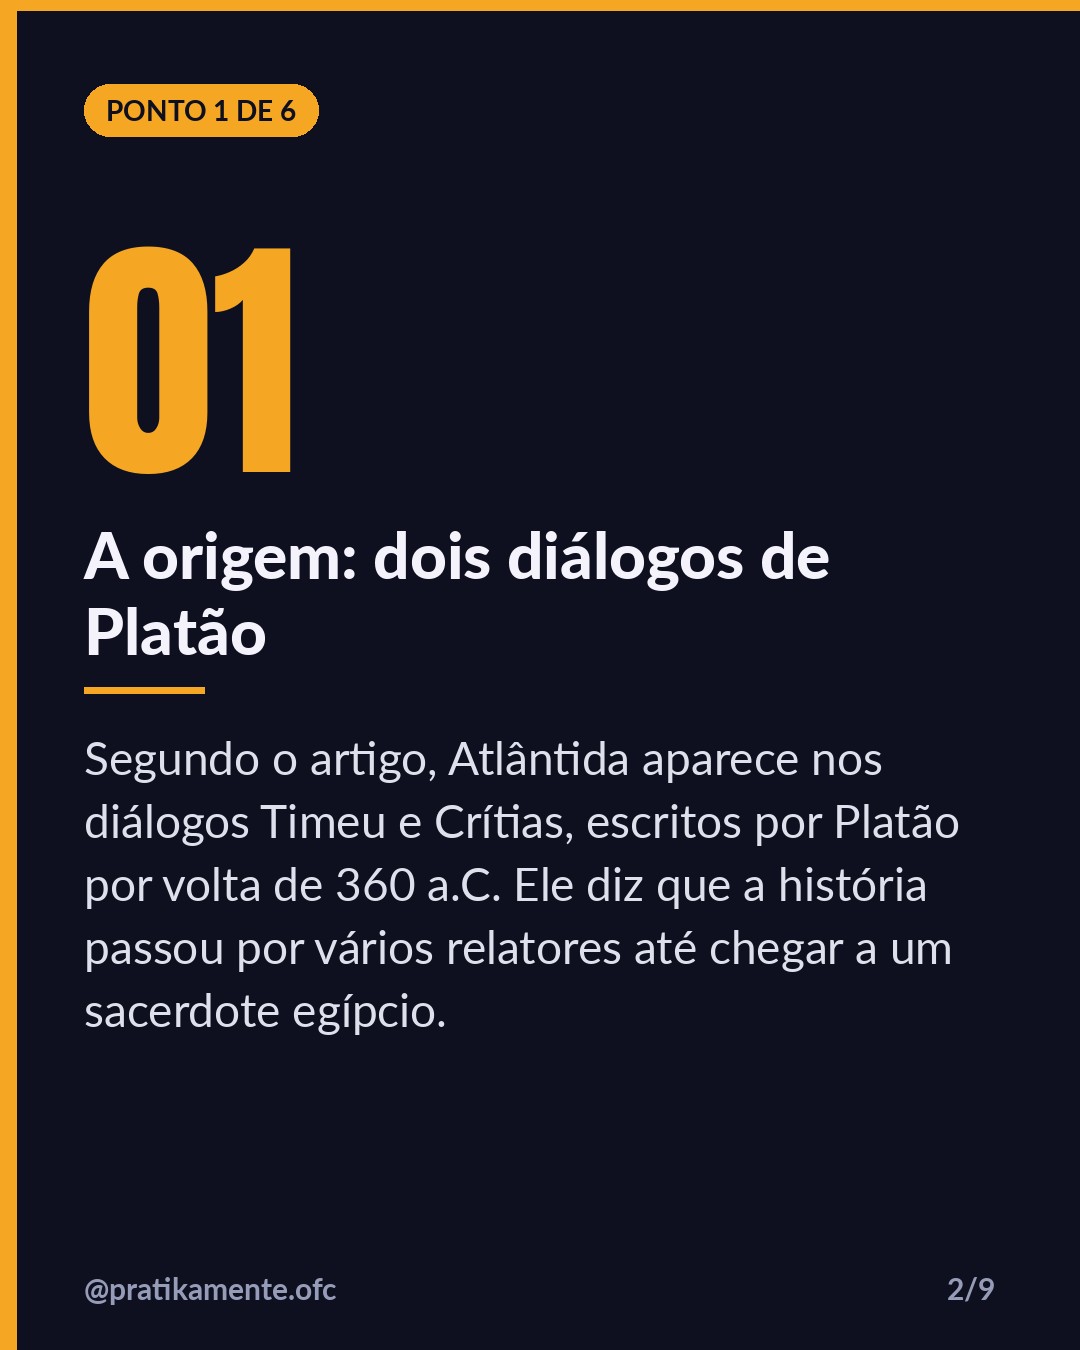 PONTO 1 DE 6
01
A origem: dois diálogos de
Platão
Segundo o artigo, Atlântida aparece nos
diálogos Timeu e Crítias, escritos por Platão
por volta de 360 a.C. Ele diz que a história
passou por vários relatores até chegar a um
sacerdote egípcio.
@pratikamente.ofc
2/9